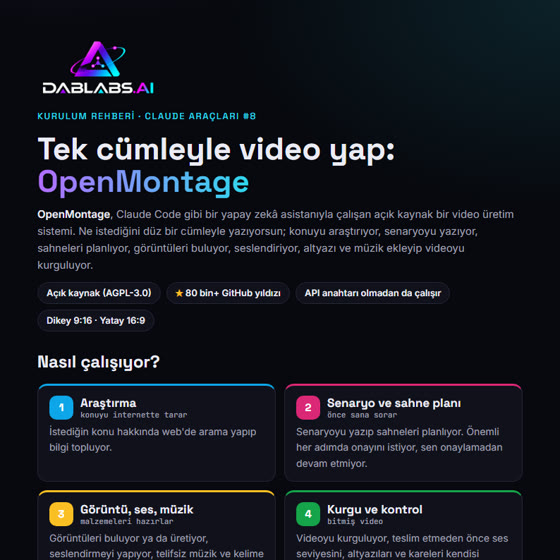 DABLABS.AI
KURULUM REHBERİ · CLAUDE ARAÇLARI #8
Tek cümleyle video yap:
OpenMontage
OpenMontage, Claude Code gibi bir yapay zekâ asistanıyla çalışan açık kaynak bir video üretim
sistemi. Ne istediğini düz bir cümleyle yazıyorsun; konuyu araştırıyor, senaryoyu yazıyor,
sahneleri planlıyor, görüntüleri buluyor, seslendiriyor, altyazı ve müzik ekleyip videoyu
kurguluyor.
Açık kaynak (AGPL-3.0)
★ 80 bin+ GitHub yıldızı
API anahtarı olmadan da çalışır
Dikey 9:16 · Yatay 16:9
Nasıl çalışıyor?
1 Araştırma
konuyu internette tarar
İstediğin konu hakkında web'de arama yapıp
bilgi topluyor.
2 Senaryo ve sahne planı
önce sana sorar
Senaryoyu yazıp sahneleri planlıyor. Önemli
her adımda onayını istiyor, sen onaylamadan
devam etmiyor.
3 Görüntü, ses, müzik
malzemeleri hazırlar
Görüntüleri buluyor ya da üretiyor,
seslendirmeyi yapıyor, telifsiz müzik ve kelime
4 Kurgu ve kontrol
bitmiş video
Videoyu kurguluyor, teslim etmeden önce ses
seviyesini, altyazıları ve kareleri kendisi